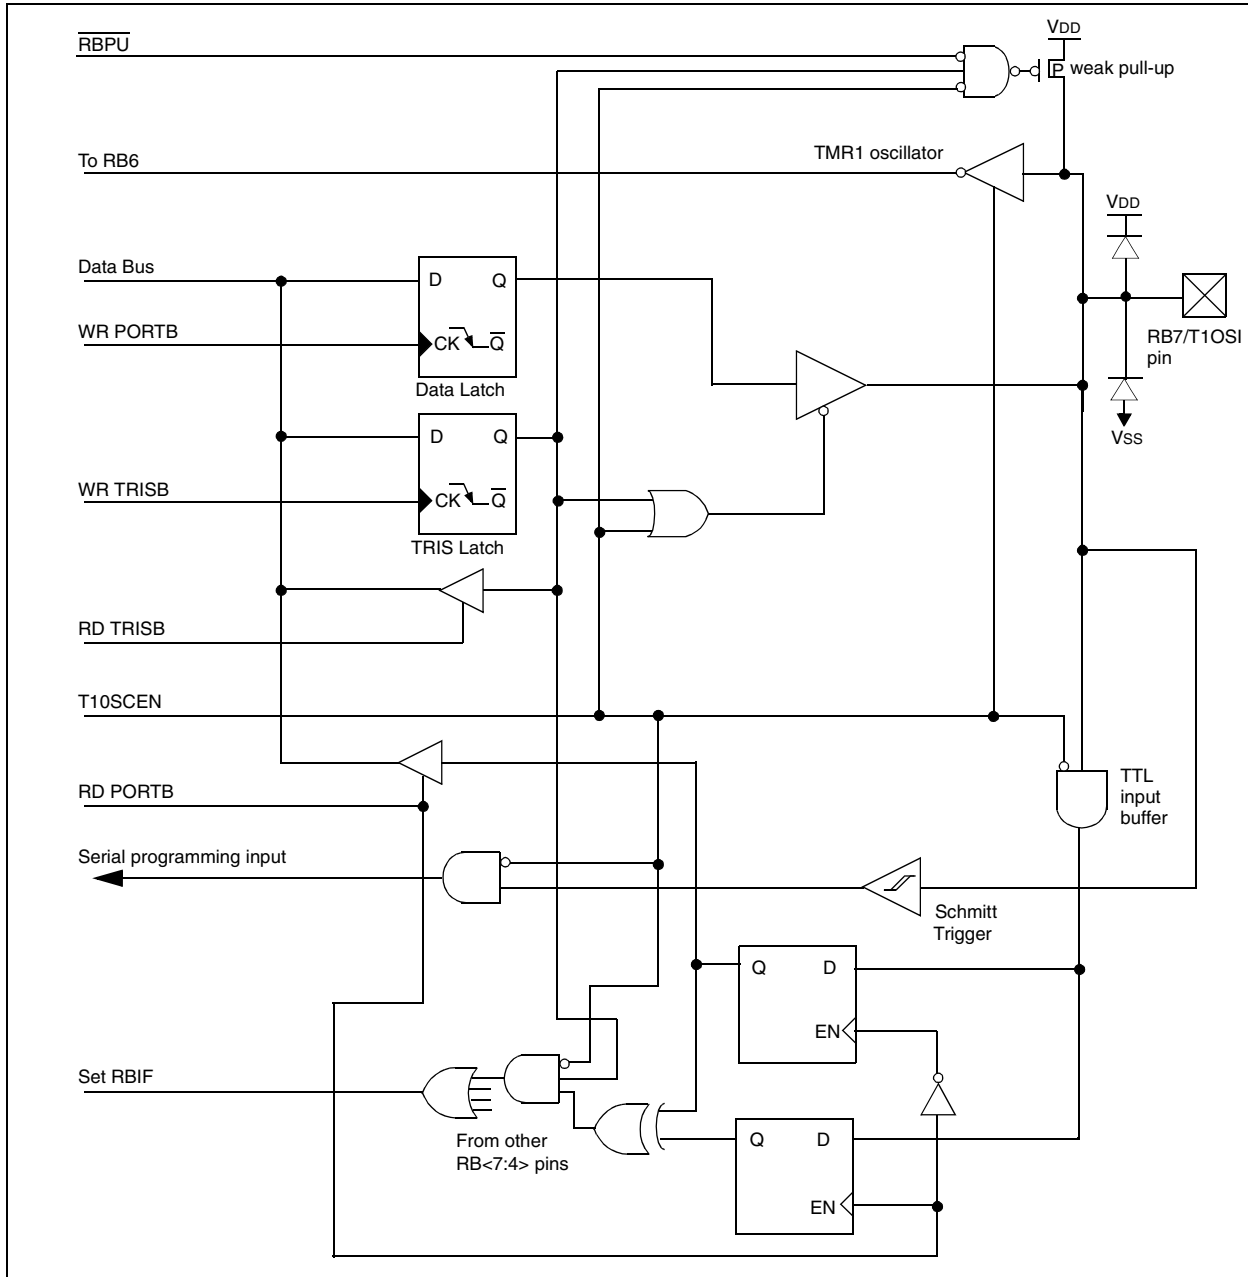 RBPU
VDD
P weak pull-up
To RB6
TMR1 oscillator
VDD
Data Bus
D Q
WR PORTB
CK Q
Data Latch
RB7/T1OSI
pin
VSS
D Q
WR TRISB
CK Q
TRIS Latch
RD TRISB
T10SCEN
RD PORTB
TTL
input
buffer
Serial programming input
Schmitt
Trigger
Q D
EN
Set RBIF
From other
RB<7:4> pins
Q D
EN